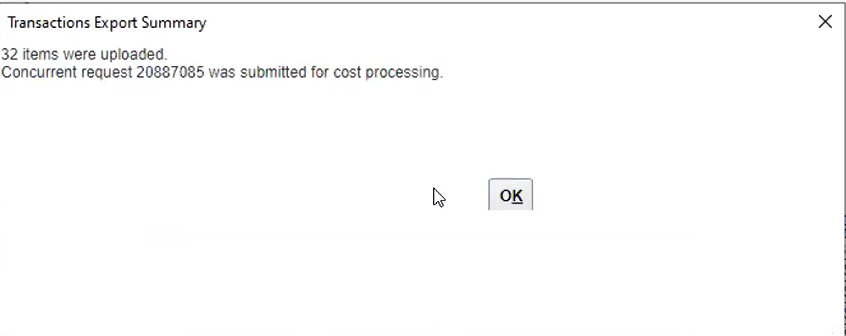 Transactions Export Summary
32 items were uploaded.
Concurrent request 20887085 was submitted for cost processing.
OK